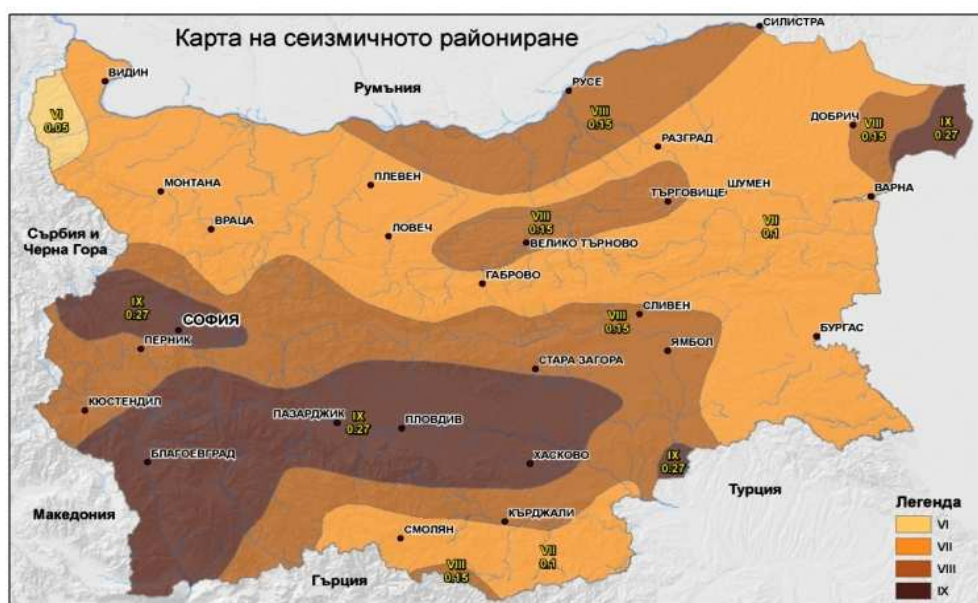 Карта на сеизмичното райониране
СИЛИСТРА
ВИДИН
Румъния
РУСЕ
VI
0.05
VIII
0.15
ДОБРИЧ
VIII
0.15
IX
0.27
РАЗГРАД
МОНТАНА
ПЛЕВЕН
ТЪРГОВИЩЕ
ШУМЕН
ВАРНА
ВРАЦА
ЛОВЕЧ
VIII
0.15
VII
0.1
Сърбия и
Черна Гора
ВЕЛИКО ТЪРНОВО
ГАБРОВО
IX
0.27
СОФИЯ
VIII
0.15
СЛИВЕН
БУРГАС
ПЕРНИК
ЯМБОЛ
СТАРА ЗАГОРА
КЮСТЕНДИЛ
ПАЗАРДЖИК
IX
0.27
ПЛОВДИВ
БЛАГОЕВГРАД
ХАСКОВО
IX
0.27
Турция
Македония
КЪРДЖАЛИ
СМОЛЯН
VII
0.1
VIII
0.15
Гърция
Легенда
VI
VII
VIII
IX